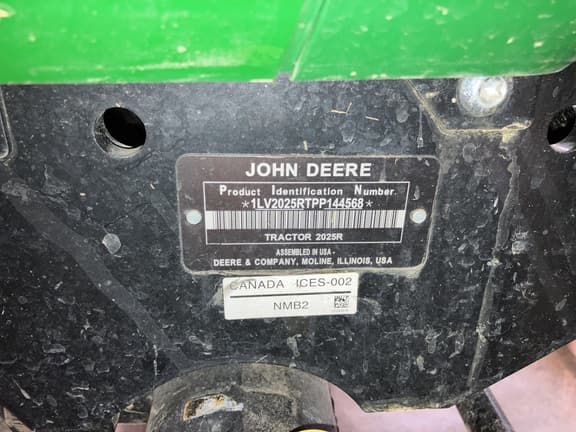 JOHN DEERE
Product Identification Number
*1LV2025RTPP144568*
TRACTOR 2025R
ASSEMBLED IN USA -
DEERE & COMPANY, MOLINE, ILLINOIS, USA
CANADA ICES-002
NMB2